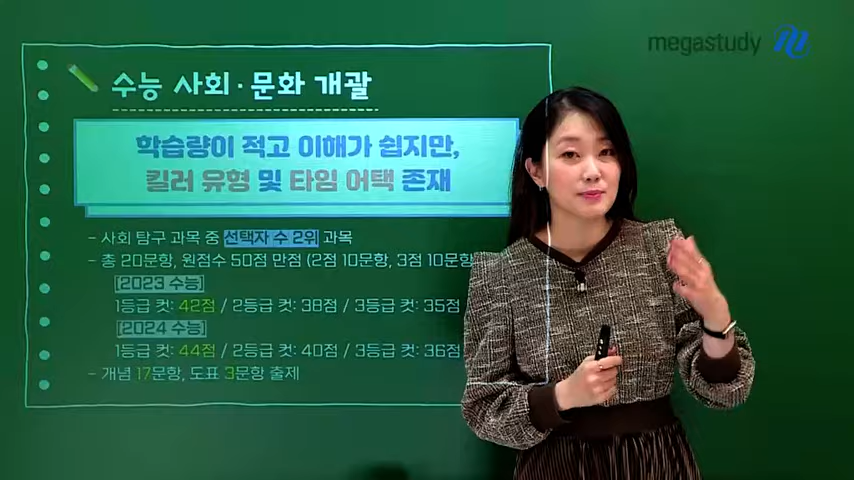 megastudy
수능 사회·문화 개괄
학습량이 적고 이해가 쉽지만,
킬러 유형 및 타임 어택 존재
- 사회 탐구 과목 중 선택자 수 2위 과목
- 총 20문항, 원점수 50점 만점 (2점 10문항, 3점 10문항
[2023 수능]
1등급 컷: 42점 / 2등급 컷: 38점 / 3등급 컷: 35점
[2024 수능]
1등급 컷: 44점 / 2등급 컷: 40점 / 3등급 컷: 36점
- 개념 17문항, 도표 3문항 출제